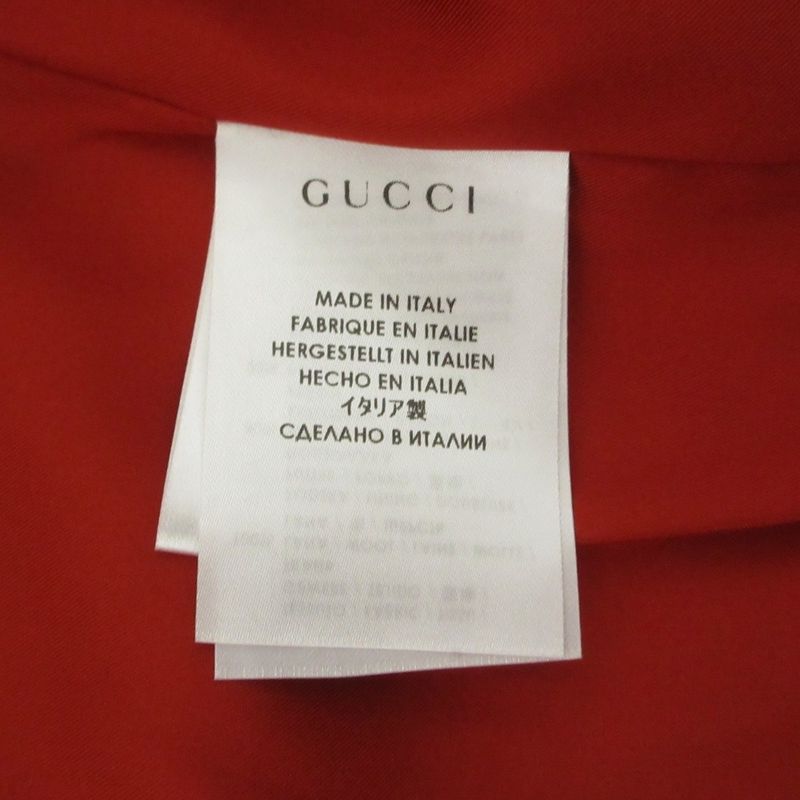 GUCCI
MADE IN ITALY
FABRIQUE EN ITALIE
HERGESTELLT IN ITALIEN
HECHO EN ITALIA
イタリア製
СДЕЛАНО В ИТАЛИИ